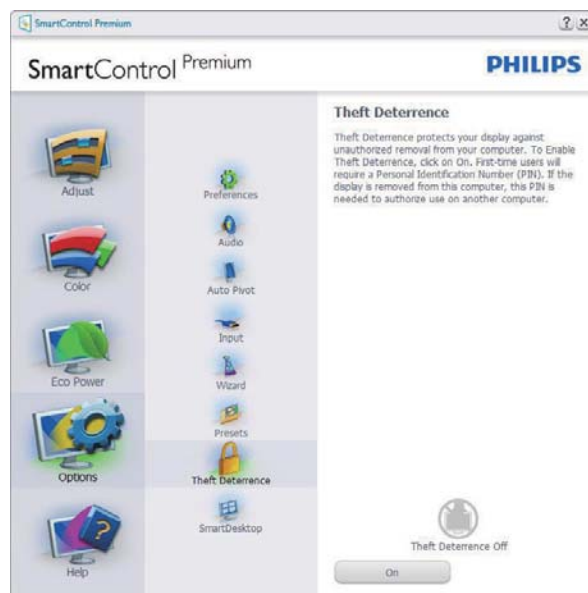 SmartControl Premium
? X
SmartControl Premium
PHILIPS
Adjust
Color
Eco Power
Options
Help
Preferences
Audio
Auto Pivot
Input
Wizard
Presets
Theft Deterrence
SmartDesktop
Theft Deterrence
Theft Deterrence protects your display against
unauthorized removal from your computer. To Enable
Theft Deterrence, click on On. First-time users will
require a Personal Identification Number (PIN). If the
display is removed from this computer, this PIN is
needed to authorize use on another computer.
Theft Deterrence Off
On